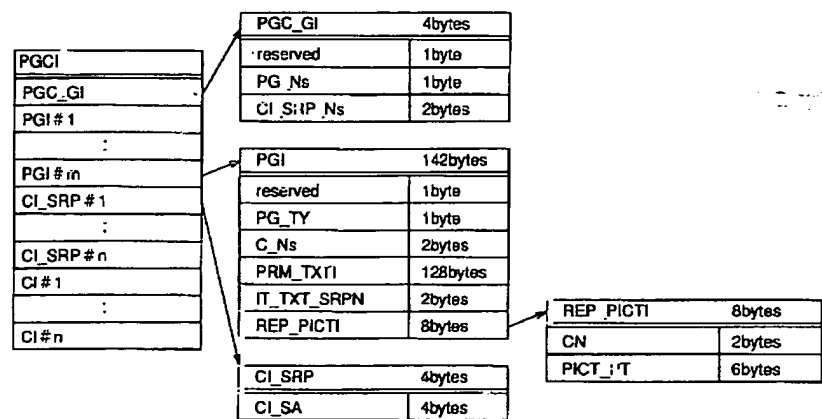 PGCI
PGC_GI
PGI#1
:
PGI#m
CI_SRP#1
:
CI_SRP#n
CI#1
:
CI#n
PGC_GI 4bytes
reserved 1byte
PG_Ns 1byte
CI_SRP_Ns 2bytes
PGI 142bytes
reserved 1byte
PG_TY 1byte
C_Ns 2bytes
PRM_TXTI 128bytes
IT_TXT_SRPN 2bytes
REP_PICTI 8bytes
CI_SRP 4bytes
CI_SA 4bytes
REP_PICTI 8bytes
CN 2bytes
PICT_PT 6bytes